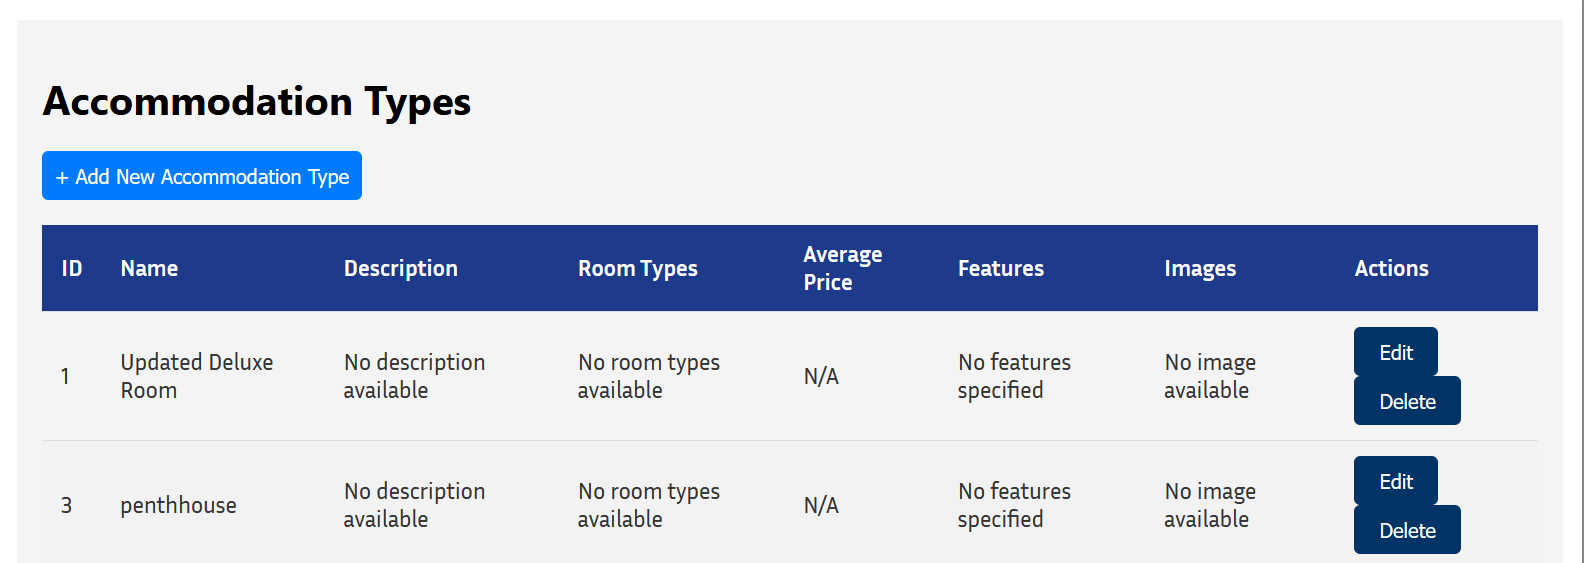 Accommodation Types
+ Add New Accommodation Type
ID Name Description Room Types Average Price Features Images Actions
1 Updated Deluxe Room No description available No room types available N/A No features specified No image available Edit Delete
3 penthhouse No description available No room types available N/A No features specified No image available Edit Delete